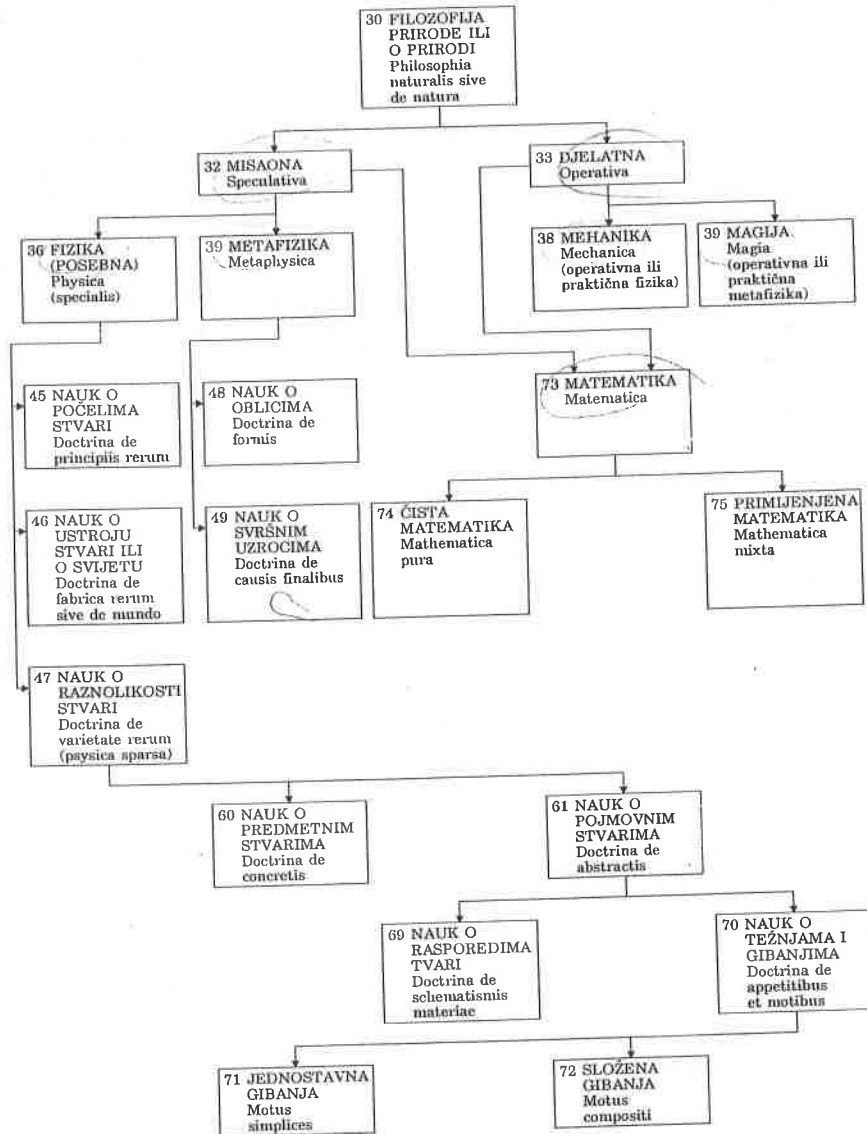 30 FILOZOFIJA
PRIRODE ILI
O PRIRODI
Philosophia
naturalis sive
de natura
32 MISAONA
Speculativa
33 DJELATNA
Operativa
36 FIZIKA
(POSEBNA)
Physica
(specialis)
39 METAFIZIKA
Metaphysica
38 MEHANIKA
Mechanica
(operativna ili
praktična fizika)
39 MAGIJA
Magia
(operativna ili
praktična
metafizika)
45 NAUK O
POČELIMA
STVARI
Doctrina de
principiis rerum
48 NAUK O
OBLICIMA
Doctrina de
formis
73 MATEMATIKA
Matematica
46 NAUK O
USTROJU
STVARI ILI
O SVIJETU
Doctrina de
fabrica rerum
sive de mundo
49 NAUK O
SVRŠNIM
UZROCIMA
Doctrina de
causis finalibus
74 ČISTA
MATEMATIKA
Mathematica
pura
75 PRIMIJENJENA
MATEMATIKA
Mathematica
mixta
47 NAUK O
RAZNOLIKOSTI
STVARI
Doctrina de
varietate rerum
(psysica sparsa)
60 NAUK O
PREDMETNIM
STVARIMA
Doctrina de
concretis
61 NAUK O
POJMOVNIM
STVARIMA
Doctrina de
abstractis
69 NAUK O
RASPOREDIMA
TVARI
Doctrina de
schematismis
materiae
70 NAUK O
TEŽNJAMA I
GIBANJIMA
Doctrina de
appetitibus
et motibus
71 JEDNOSTAVNA
GIBANJA
Motus
simplices
72 SLOŽENA
GIBANJA
Motus
compositi